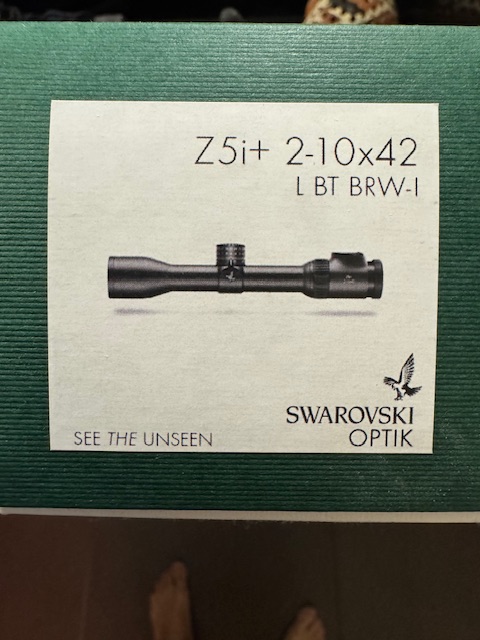 Z5i+ 2-10x42
L BT BRW-I
SWAROVSKI
OPTIK
SEE THE UNSEEN